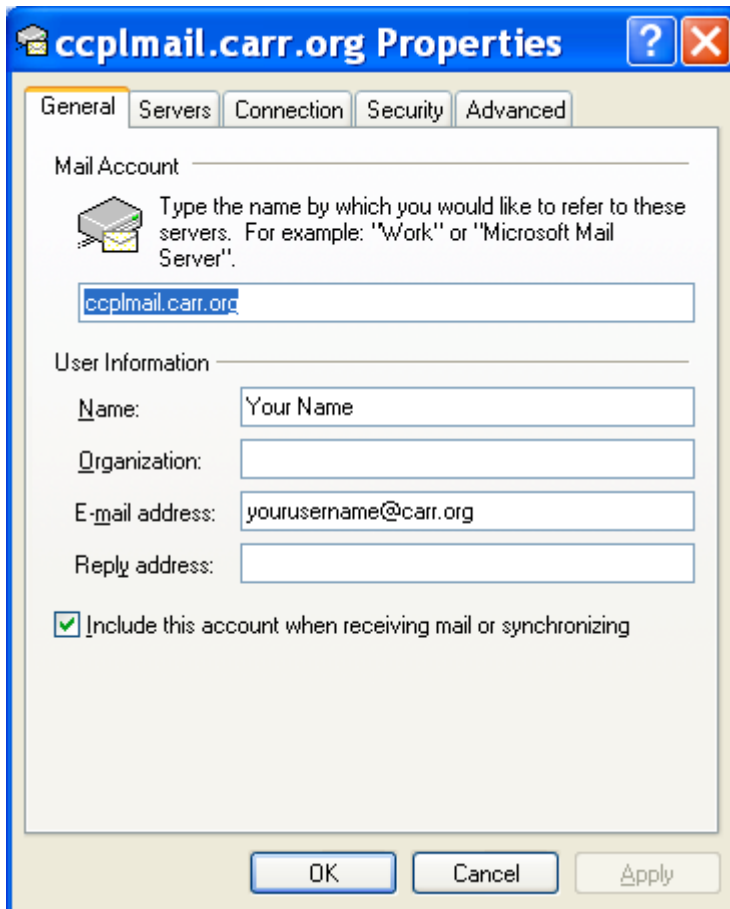 ccplmail.carr.org Properties
General Servers Connection Security Advanced
Mail Account
Type the name by which you would like to refer to these
servers. For example: "Work" or "Microsoft Mail
Server".
ccplmail.carr.org
User Information
Name: Your Name
Organization:
E-mail address: yourusername@carr.org
Reply address:
Include this account when receiving mail or synchronizing
OK Cancel Apply